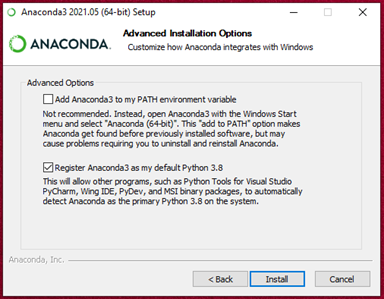 Anaconda3 2021.05 (64-bit) Setup
ANACONDA.
Advanced Installation Options
Customize how Anaconda integrates with Windows
Advanced Options
Add Anaconda3 to my PATH environment variable
Not recommended. Instead, open Anaconda3 with the Windows Start
menu and select "Anaconda (64-bit)". This "add to PATH" option makes
Anaconda get found before previously installed software, but may
cause problems requiring you to uninstall and reinstall Anaconda.
Register Anaconda3 as my default Python 3.8
This will allow other programs, such as Python Tools for Visual Studio
PyCharm, Wing IDE, PyDev, and MSI binary packages, to automatically
detect Anaconda as the primary Python 3.8 on the system.
Anaconda, Inc.
< Back
Install
Cancel